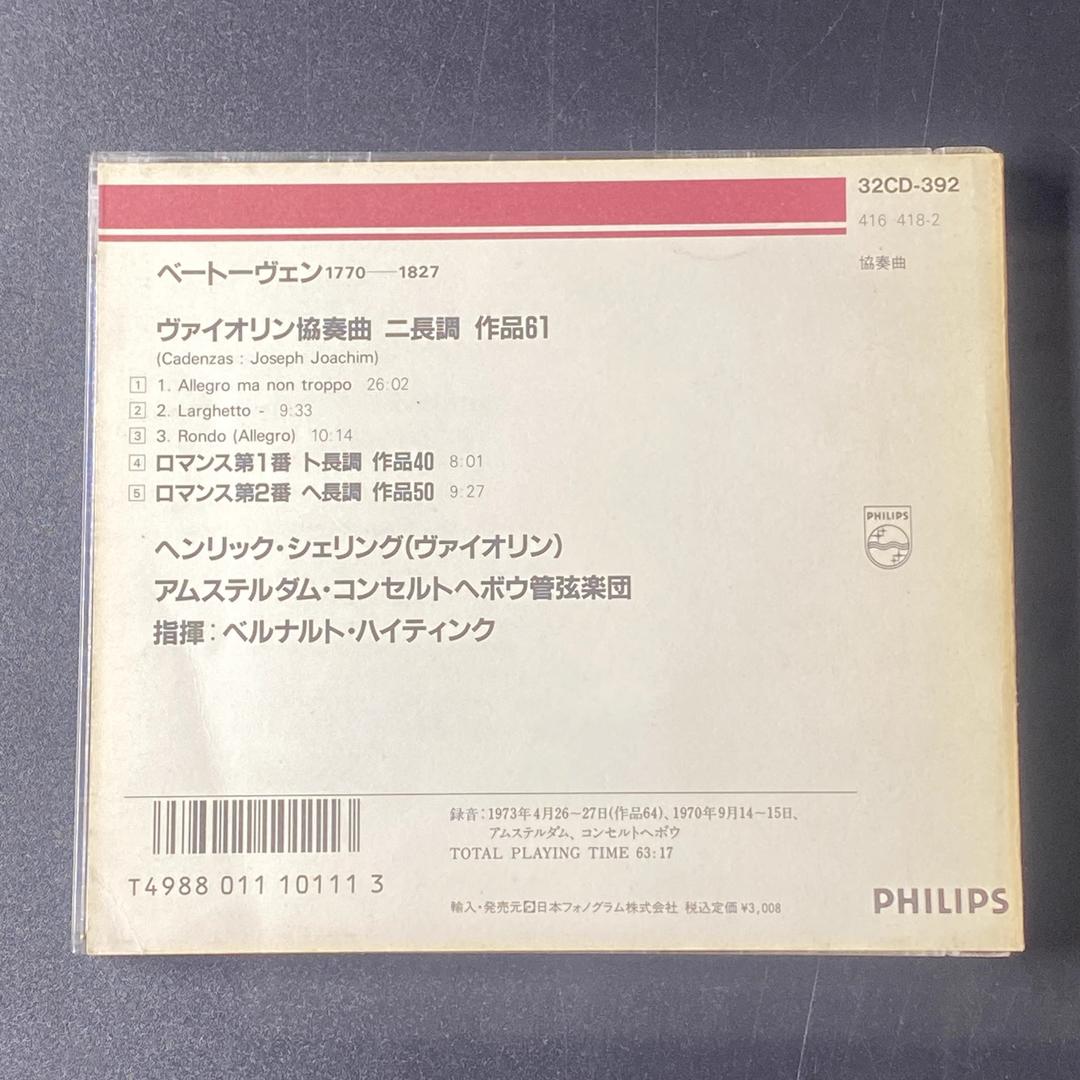 32CD-392
416 418-2
協奏曲
ベートーヴェン1770—1827
ヴァイオリン協奏曲 ニ長調 作品61
(Cadenzas : Joseph Joachim)
1 1. Allegro ma non troppo 26:02
2 2. Larghetto - 9:33
3 3. Rondo (Allegro) 10:14
4 ロマンス第1番 ト長調 作品40 8:01
5 ロマンス第2番 ヘ長調 作品50 9:27
PHILIPS
ヘンリック・シェリング(ヴァイオリン)
アムステルダム・コンセルトヘボウ管弦楽団
指揮:ベルナルト・ハイティンク
録音:1973年4月26~27日(作品64)、1970年9月14~15日、
アムステルダム、コンセルトヘボウ
TOTAL PLAYING TIME 63:17
T4988 011 10111 3
輸入・発売元 日本フォノグラム株式会社 税込定価 ¥3,008
PHILIPS